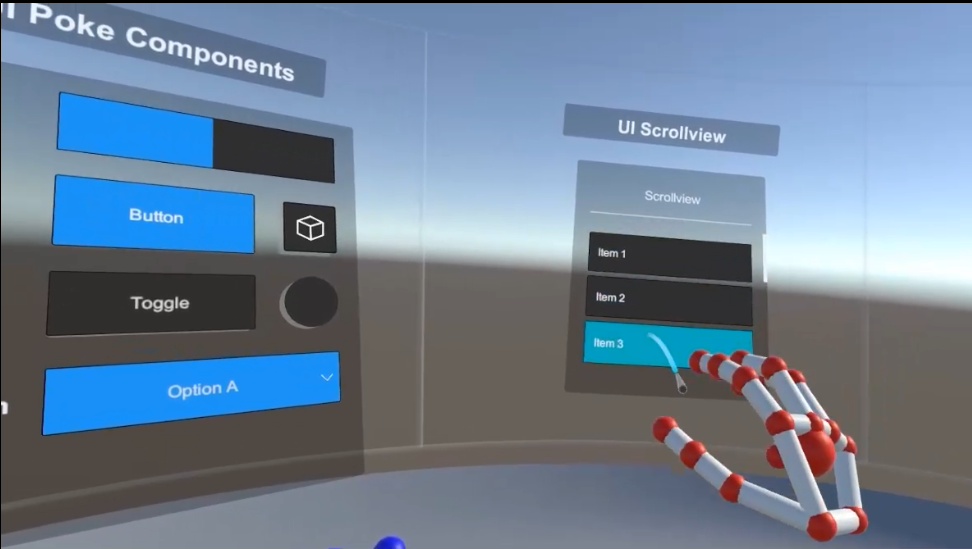 Poke Components
Button
Toggle
Option A
UI Scrollview
Scrollview
Item 1
Item 2
Item 3